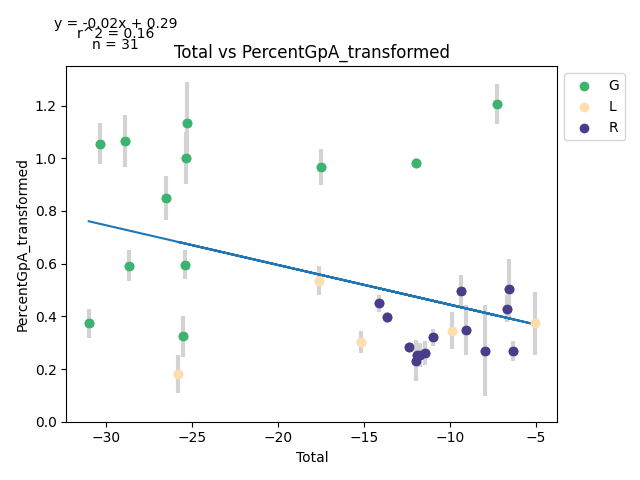 y = -0.02x + 0.29
r^2 = 0.16
n = 31
Total vs PercentGpA_transformed
G
L
R
PercentGpA_transformed
1.2
1.0
0.8
0.6
0.4
0.2
0.0
−30 −25 −20 −15 −10 −5
Total